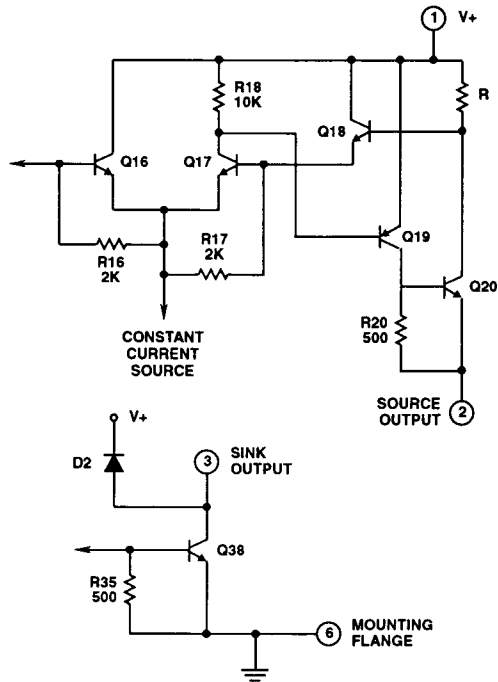 1 V+
R18
10K
R
Q18
Q16
Q17
Q19
R17
2K
R16
2K
Q20
R20
500
CONSTANT
CURRENT
SOURCE
SOURCE
OUTPUT
2
V+
D2
3
SINK
OUTPUT
Q38
R35
500
6
MOUNTING
FLANGE